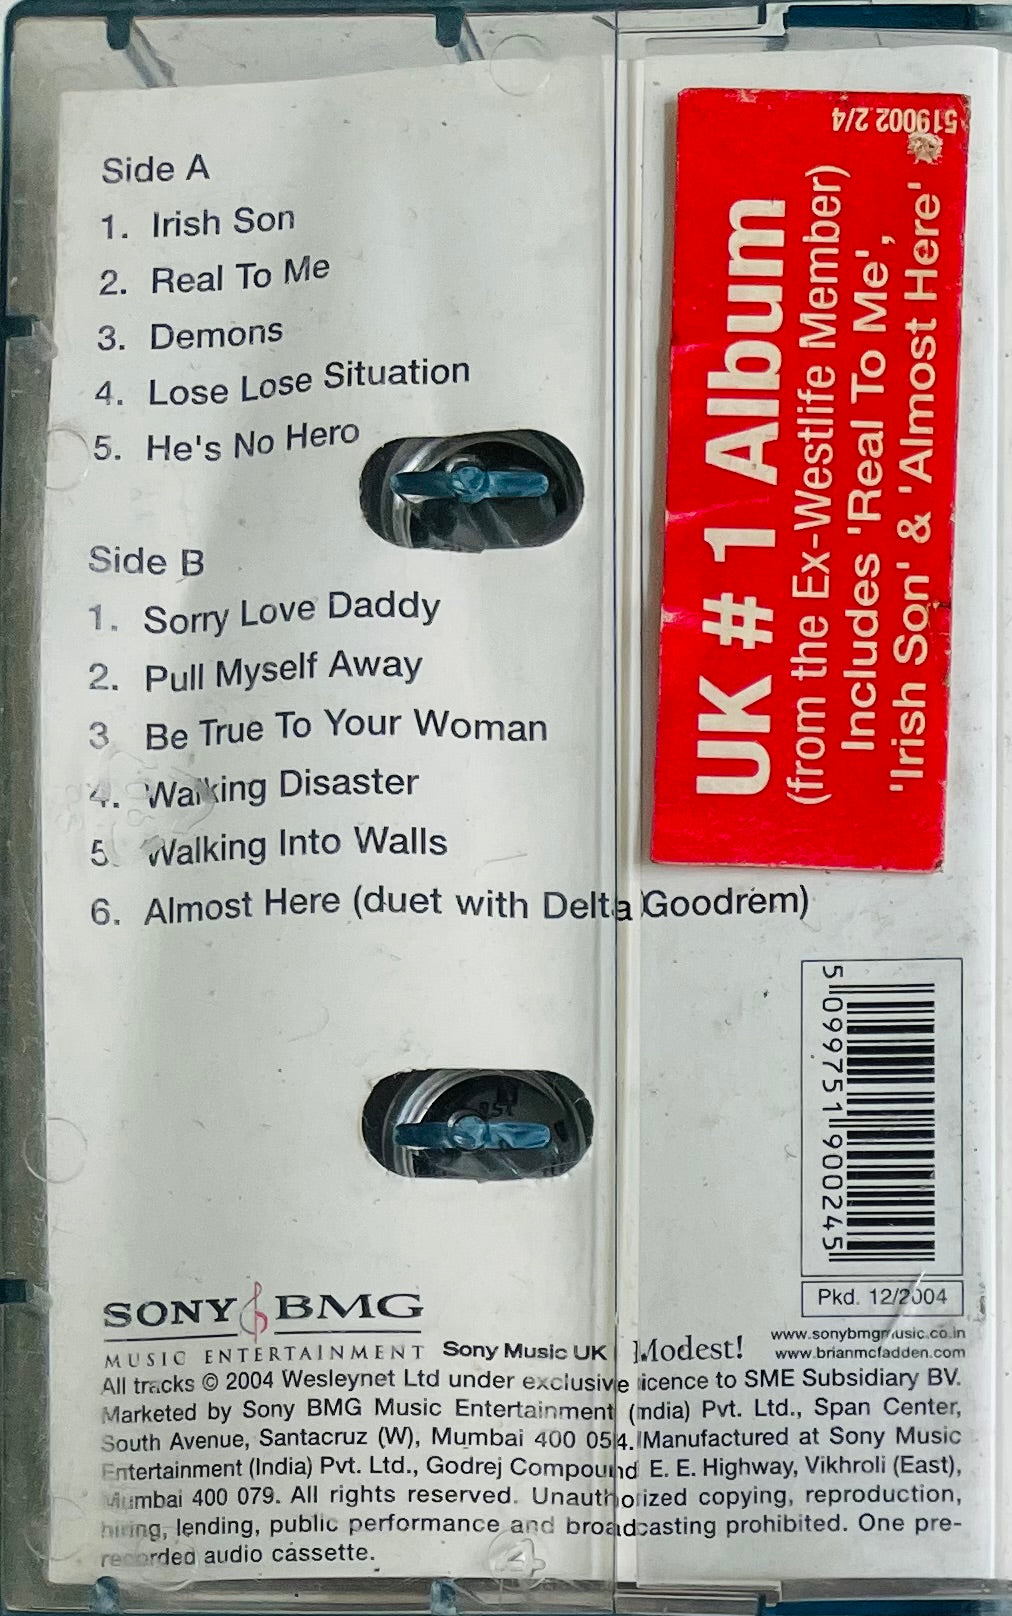 Side A
1. Irish Son
2. Real To Me
3. Demons
4. Lose Lose Situation
5. He's No Hero
Side B
1. Sorry Love Daddy
2. Pull Myself Away
3 Be True To Your Woman
4. Walking Disaster
5. Walking Into Walls
6. Almost Here (duet with Delta Goodrem)
519002 2/4
UK # 1 Album
(from the Ex-Westlife Member)
Includes 'Real To Me',
'Irish Son' & 'Almost Here'
5 099751 900245
Pkd. 12/2004
SONY BMG
MUSIC ENTERTAINMENT
Sony Music UK
Modest!
www.sonybmgmusic.co.in
www.brianmcfadden.com
All tracks © 2004 Wesleynet Ltd under exclusive licence to SME Subsidiary BV.
Marketed by Sony BMG Music Entertainment (India) Pvt. Ltd., Span Center,
South Avenue, Santacruz (W), Mumbai 400 054. Manufactured at Sony Music
Entertainment (India) Pvt. Ltd., Godrej Compound E. E. Highway, Vikhroli (East),
Mumbai 400 079. All rights reserved. Unauthorized copying, reproduction,
hiring, lending, public performance and broadcasting prohibited. One pre-
recorded audio cassette.
4